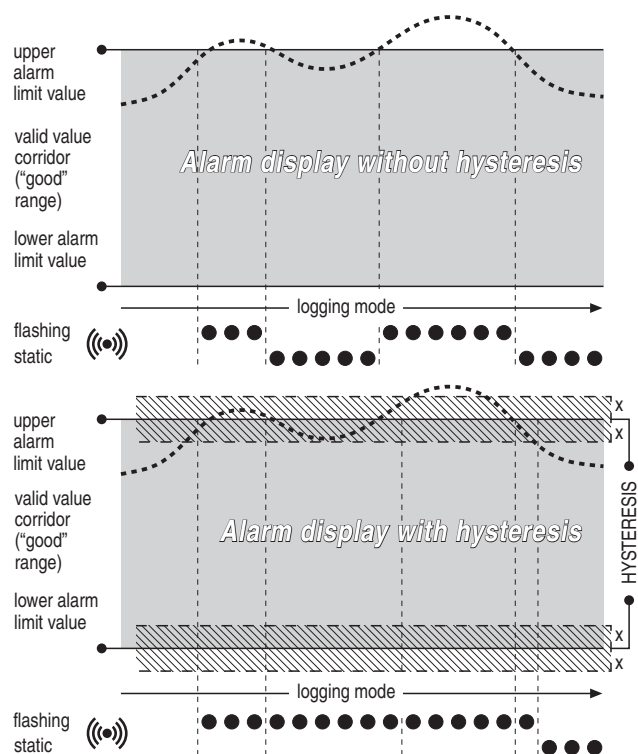 upper
alarm
limit value
valid value
corridor
("good"
range)
Alarm display without hysteresis
lower alarm
limit value
logging mode
flashing
static
upper
alarm
limit value
x
x
valid value
corridor
("good"
range)
Alarm display with hysteresis
HYSTERESIS
lower alarm
limit value
x
x
logging mode
flashing
static